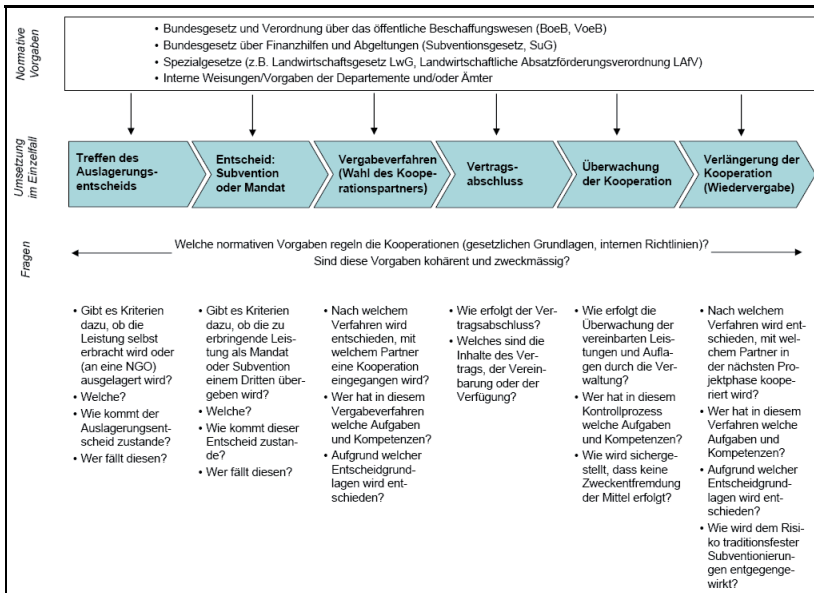 Normative
Vorgaben
• Bundesgesetz und Verordnung über das öffentliche Beschaffungswesen (BoeB, VoeB)
• Bundesgesetz über Finanzhilfen und Abgeltungen (Subventionsgesetz, SuG)
• Spezialgesetze (z.B. Landwirtschaftsgesetz LwG, Landwirtschaftliche Absatzförderungsverordnung LAfV)
• Interne Weisungen/Vorgaben der Departemente und/oder Ämter
Umsetzung
im Einzelfall
Treffen des
Auslagerungs-
entscheids
Entscheid:
Subvention
oder Mandat
Vergabeverfahren
(Wahl des Koope-
rationspartners)
Vertrags-
abschluss
Überwachung
der Kooperation
Verlängerung der
Kooperation
(Wiedervergabe)
Fragen
Welche normativen Vorgaben regeln die Kooperationen (gesetzlichen Grundlagen, internen Richtlinien)?
Sind diese Vorgaben kohärent und zweckmässig?
• Gibt es Kriterien
dazu, ob die
Leistung selbst
erbracht wird oder
(an eine NGO)
ausgelagert wird?
• Welche?
• Wie kommt der
Auslagerungsent-
scheid zustande?
• Wer fällt diesen?
• Gibt es Kriterien
dazu, ob die zu
erbringende Leis-
tung als Mandat
oder Subvention
einem Dritten über-
geben wird?
• Welche?
• Wie kommt dieser
Entscheid zustan-
de?
• Wer fällt diesen?
• Nach welchem
Verfahren wird
entschieden, mit
welchem Partner
eine Kooperation
eingegangen wird?
• Wer hat in diesem
Vergabeverfahren
welche Aufgaben
und Kompetenzen?
• Aufgrund welcher
Entscheidgrund-
lagen wird ent-
schieden?
• Wie erfolgt der Ver-
tragsabschluss?
• Welches sind die
Inhalte des Ver-
trags, der Verein-
barung oder der
Verfügung?
• Wie erfolgt die
Überwachung der
vereinbarten Leis-
tungen und Aufla-
gen durch die Ver-
waltung?
• Wer hat in diesem
Kontrollprozess
welche Aufgaben
und Kompetenzen?
• Wie wird sicherge-
stellt, dass keine
Zweckentfremdung
der Mittel erfolgt?
• Nach welchem
Verfahren wird ent-
schieden, mit wel-
chem Partner in
der nächsten Pro-
jektphase koope-
riert wird?
• Wer hat in diesem
Verfahren welche
Aufgaben und
Kompetenzen?
• Aufgrund welcher
Entscheidgrund-
lagen wird ent-
schieden?
• Wie wird dem Risi-
ko traditionsfester
Subventionierun-
gen entgegenge-
wirkt?